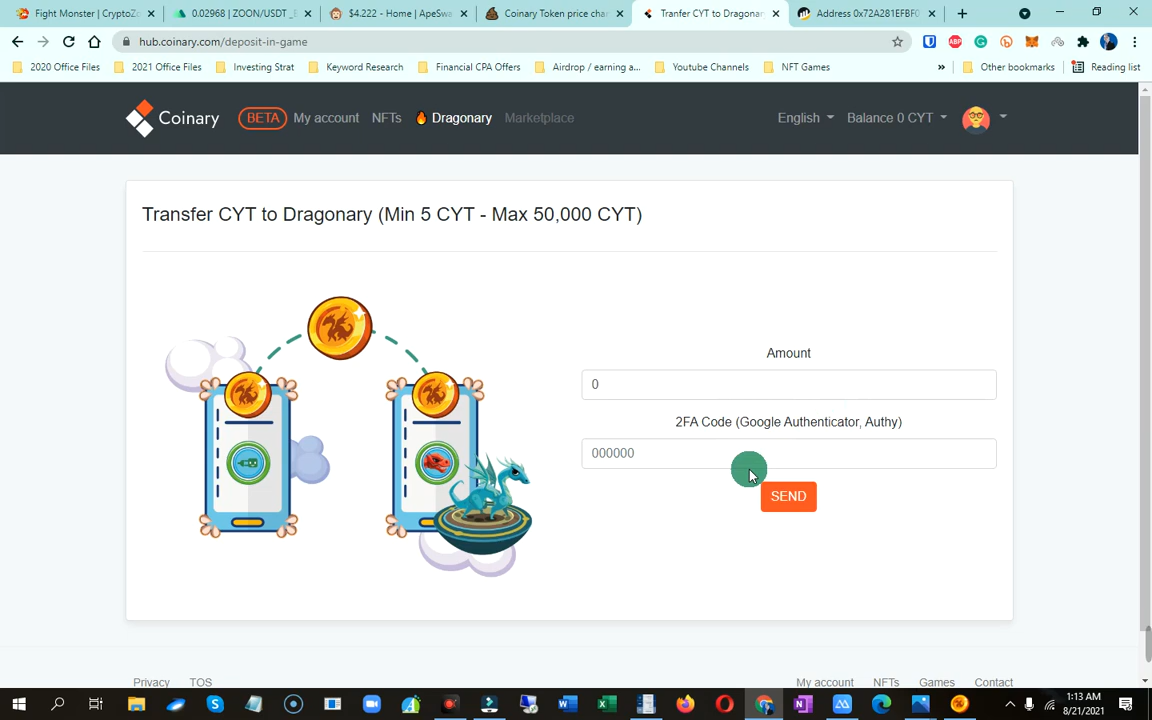 Fight Monster | CryptoZo
0.02968 | ZOON/USDT _
$4.222 - Home | ApeSwa
Coinary Token price char
Tranfer CYT to Dragonar
Address 0x72A281EFBF0
hub.coinary.com/deposit-in-game
ABP
2020 Office Files
2021 Office Files
Investing Strat
Keyword Research
Financial CPA Offers
Airdrop / earning a...
Youtube Channels
NFT Games
»
Other bookmarks
Reading list
Coinary
BETA
My account
NFTs
Dragonary
Marketplace
English
Balance 0 CYT
Transfer CYT to Dragonary (Min 5 CYT - Max 50,000 CYT)
Amount
0
2FA Code (Google Authenticator, Authy)
000000
SEND
Privacy
TOS
My account
NFTs
Games
Contact
1:13 AM
8/21/2021